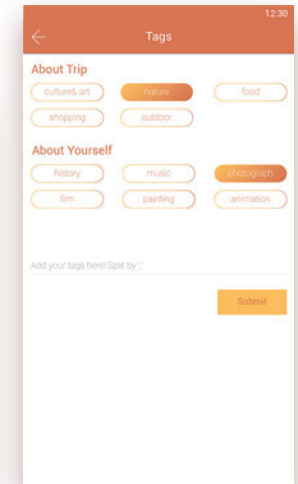 12:30
Tags
About Trip
culture& art nature food
shopping outdoor
About Yourself
history music photograph
film painting animation
Add your tags here! Split by ','
Submit